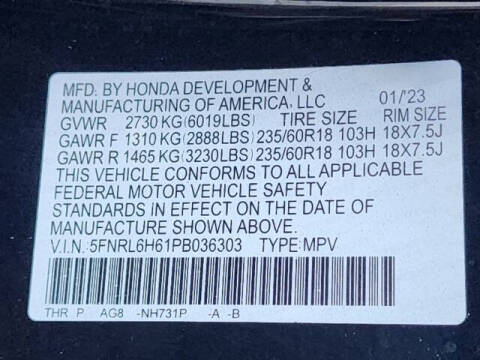 MFD. BY HONDA DEVELOPMENT &
MANUFACTURING OF AMERICA, LLC 01/'23
GVWR 2730 KG(6019LBS) TIRE SIZE RIM SIZE
GAWR F 1310 KG(2888LBS) 235/60R18 103H 18X7.5J
GAWR R 1465 KG(3230LBS) 235/60R18 103H 18X7.5J
THIS VEHICLE CONFORMS TO ALL APPLICABLE
FEDERAL MOTOR VEHICLE SAFETY
STANDARDS IN EFFECT ON THE DATE OF
MANUFACTURE SHOWN ABOVE.
V.I.N.:5FNRL6H61PB036303 TYPE:MPV
THR P AG8 -NH731P -A -B